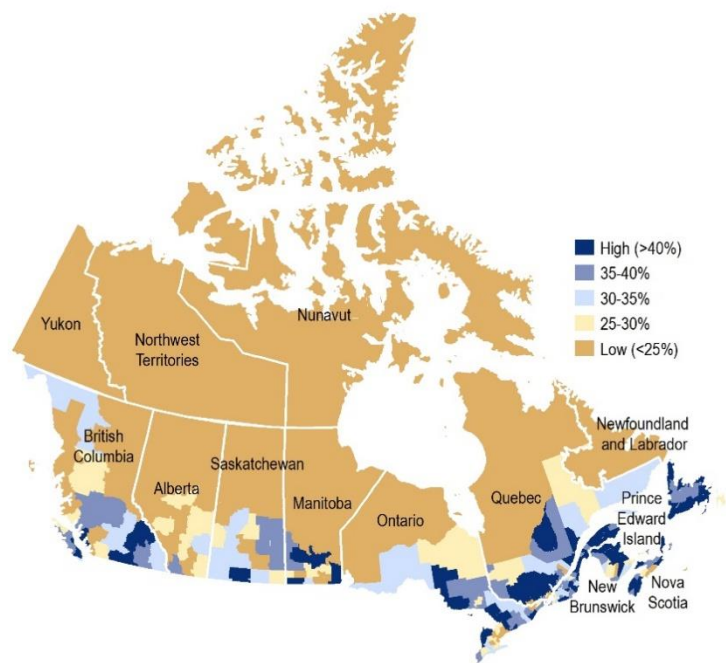 High (>40%)
35-40%
30-35%
25-30%
Low (<25%)
Yukon
Northwest
Territories
Nunavut
British
Columbia
Alberta
Saskatchewan
Manitoba
Ontario
Quebec
Newfoundland
and Labrador
Prince
Edward
Island
New
Brunswick
Nova
Scotia